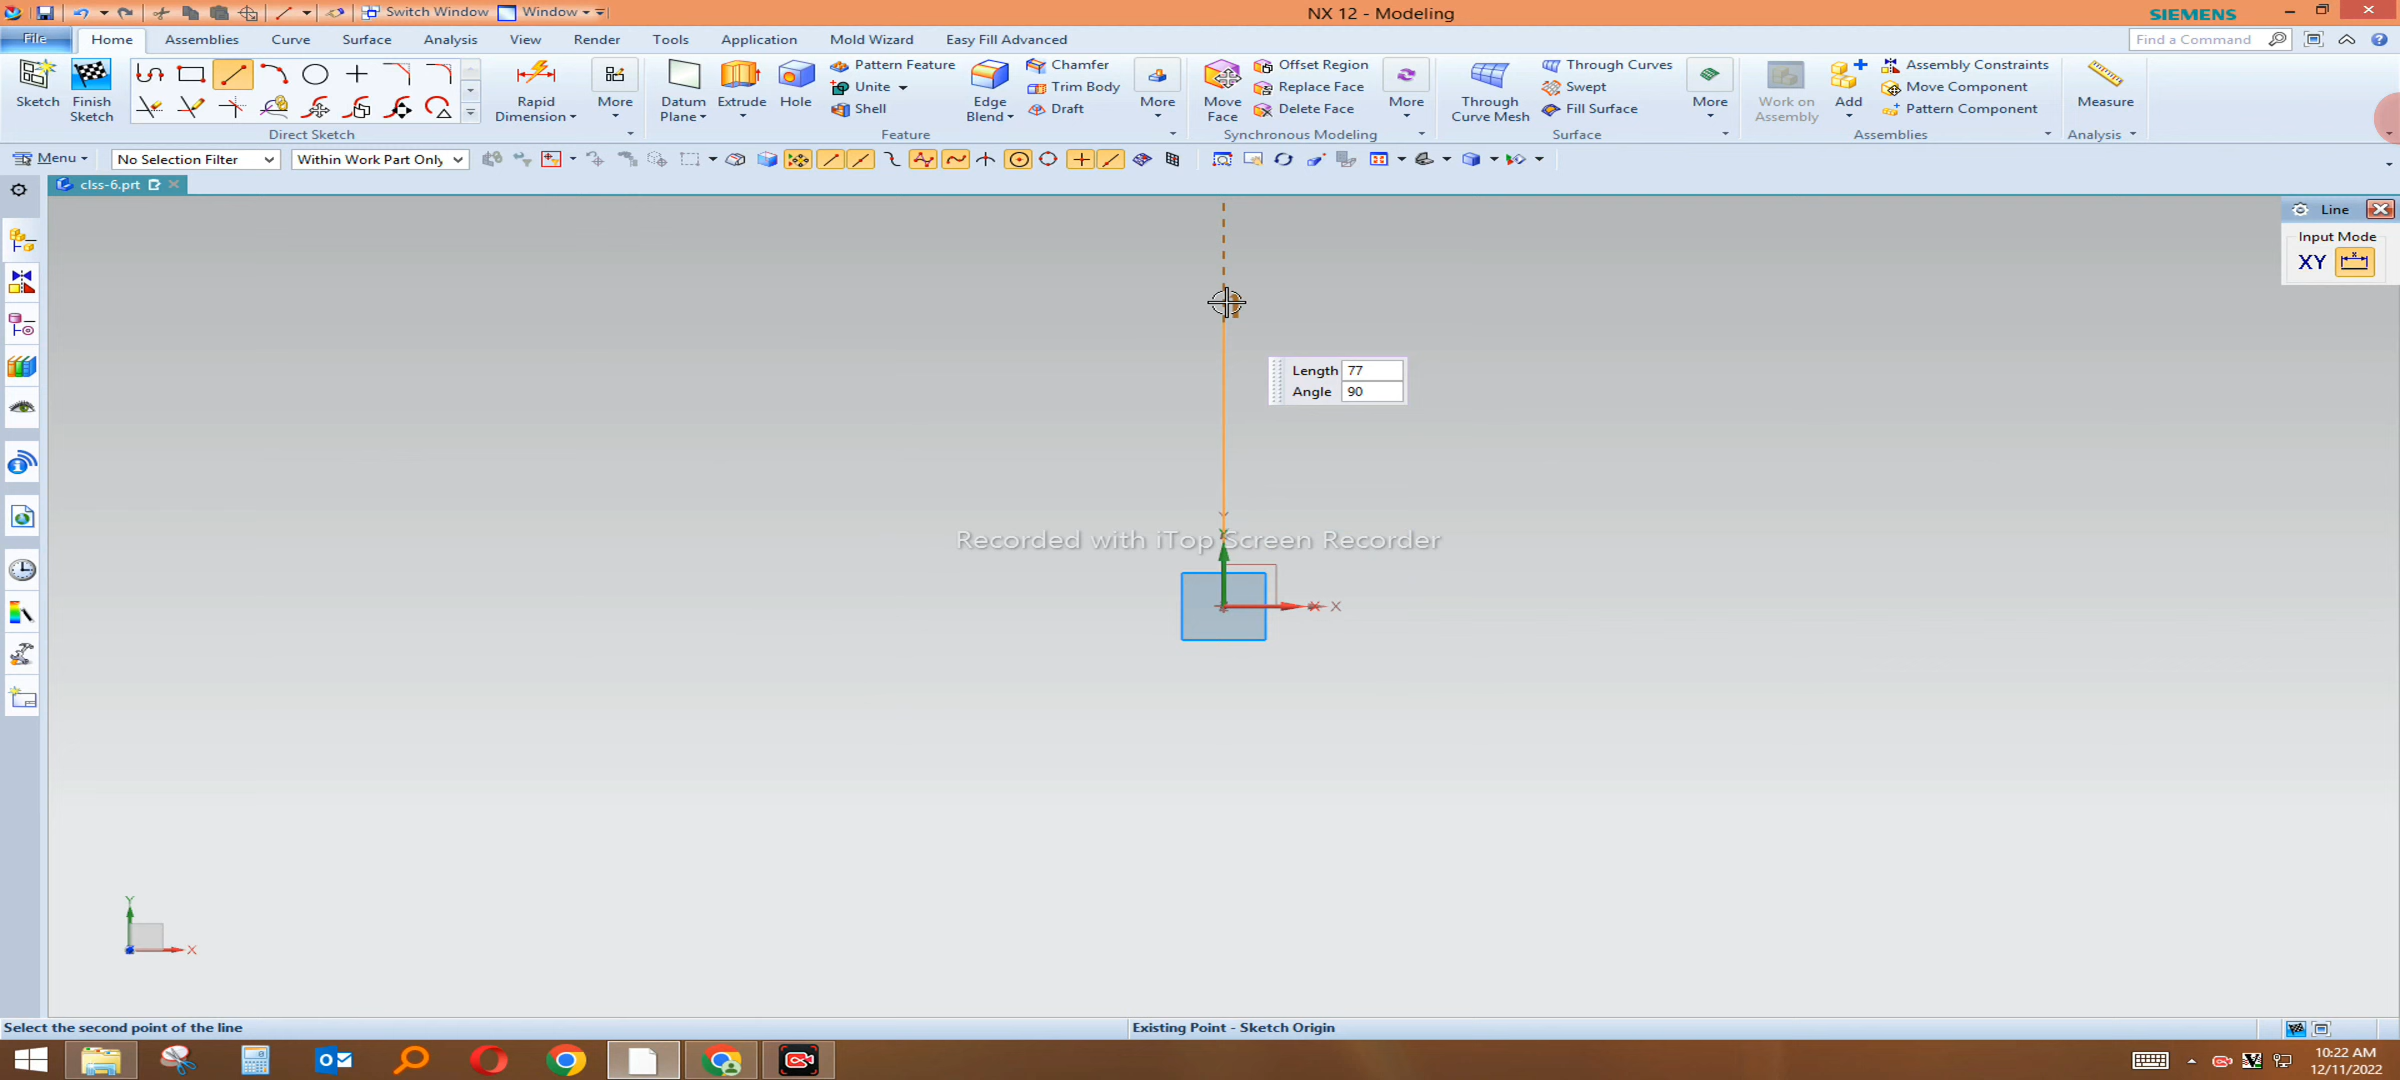 Switch Window Window
NX 12 - Modeling
SIEMENS
File Home Assemblies Curve Surface Analysis View Render Tools Application Mold Wizard Easy Fill Advanced
Find a Command
Sketch
Finish Sketch
Direct Sketch
Rapid Dimension
More
Datum Plane
Extrude
Hole
Pattern Feature
Unite
Shell
Edge Blend
Chamfer
Trim Body
Draft
More
Feature
Move Face
Offset Region
Replace Face
Delete Face
More
Synchronous Modeling
Through Curve Mesh
Through Curves
Swept
Fill Surface
More
Surface
Work on Assembly
Add
Assembly Constraints
Move Component
Pattern Component
Assemblies
Measure
Analysis
Menu
No Selection Filter
Within Work Part Only
clss-6.prt
Line
Input Mode
XY
Length 77
Angle 90
Y
Y
Recorded with iTop Screen Recorder
X X
Y
X
Select the second point of the line
Existing Point - Sketch Origin
10:22 AM
12/11/2022